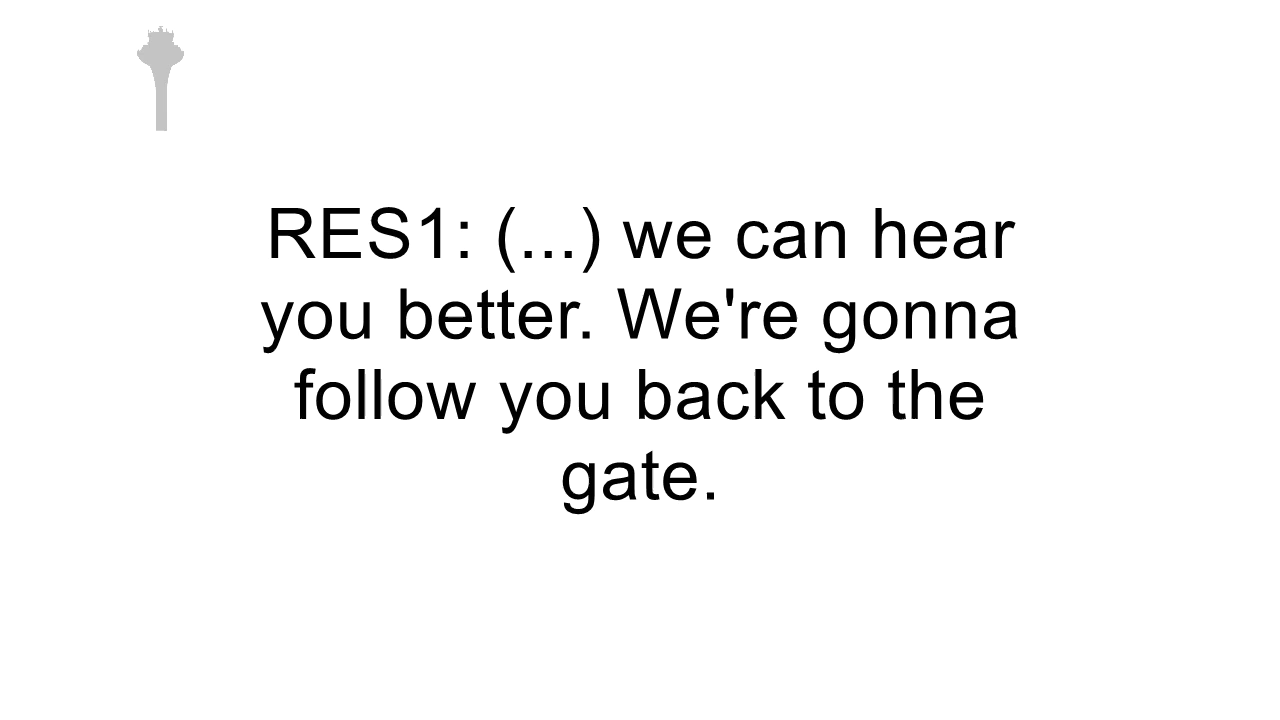 RES1: (...) we can hear
you better. We're gonna
follow you back to the
gate.